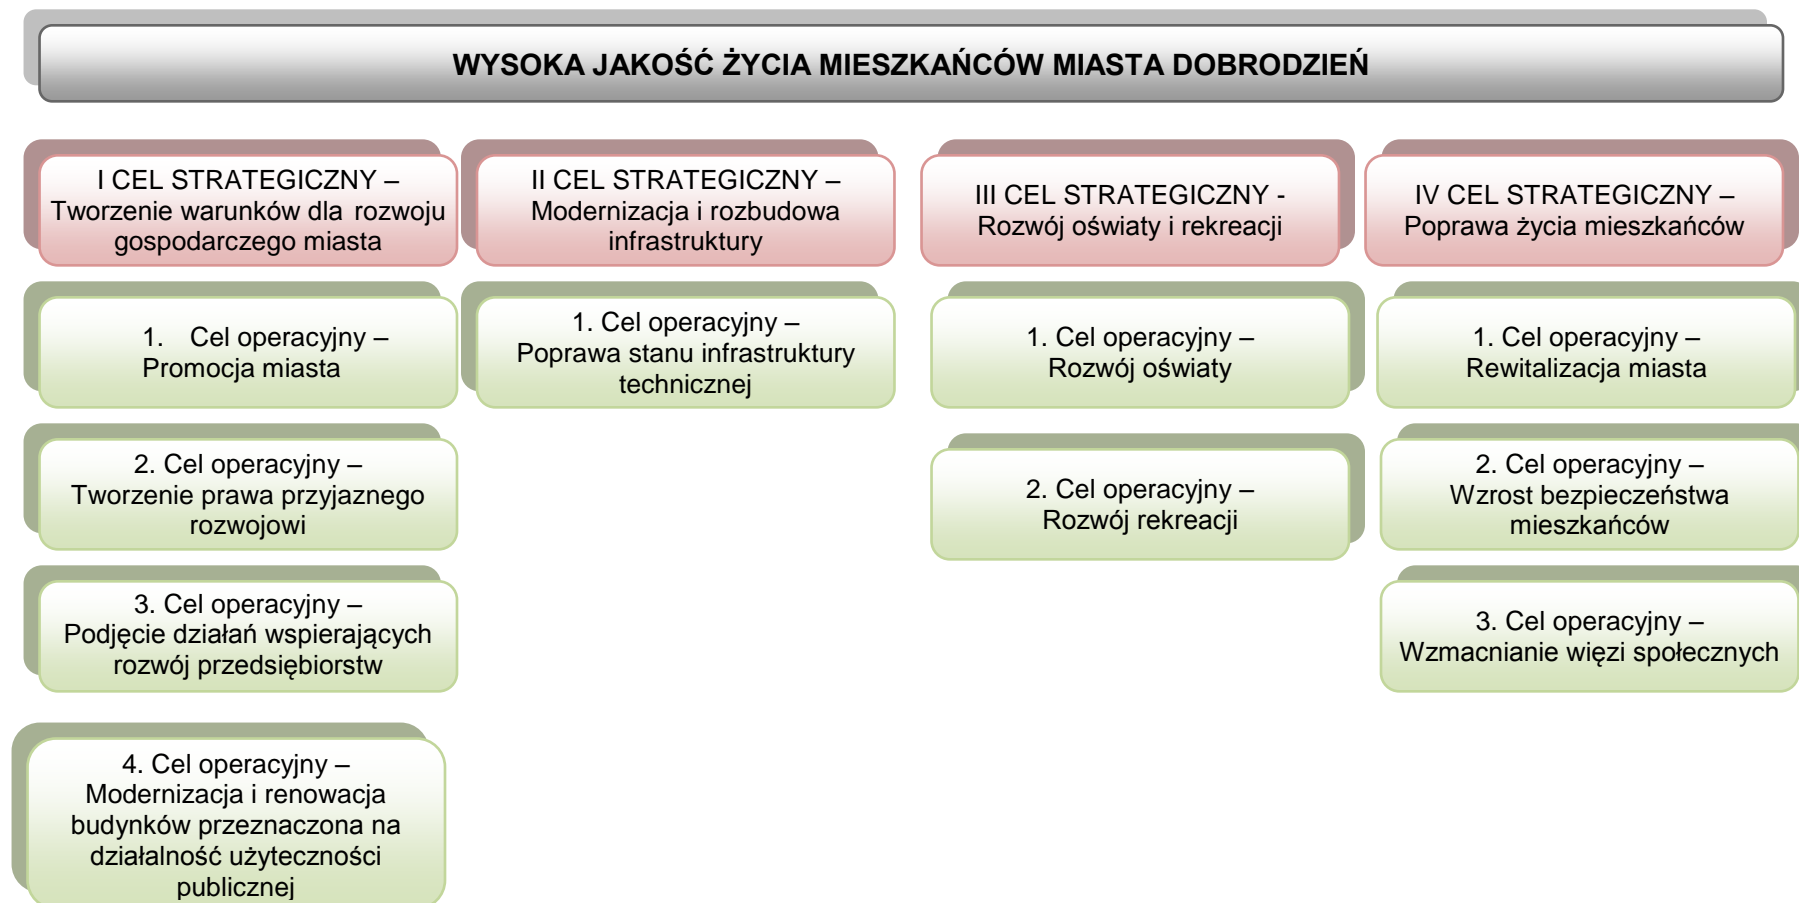 WYSOKA JAKOŚĆ ŻYCIA MIESZKAŃCÓW MIASTA DOBRODZIEŃ
I CEL STRATEGICZNY –
Tworzenie warunków dla rozwoju
gospodarczego miasta
1. Cel operacyjny –
Promocja miasta
2. Cel operacyjny –
Tworzenie prawa przyjaznego
rozwojowi
3. Cel operacyjny –
Podjęcie działań wspierających
rozwój przedsiębiorstw
4. Cel operacyjny –
Modernizacja i renowacja
budynków przeznaczona na
działalność użyteczności
publicznej
II CEL STRATEGICZNY –
Modernizacja i rozbudowa
infrastruktury
1. Cel operacyjny –
Poprawa stanu infrastruktury
technicznej
III CEL STRATEGICZNY -
Rozwój oświaty i rekreacji
1. Cel operacyjny –
Rozwój oświaty
2. Cel operacyjny –
Rozwój rekreacji
IV CEL STRATEGICZNY –
Poprawa życia mieszkańców
1. Cel operacyjny –
Rewitalizacja miasta
2. Cel operacyjny –
Wzrost bezpieczeństwa
mieszkańców
3. Cel operacyjny –
Wzmacnianie więzi społecznych